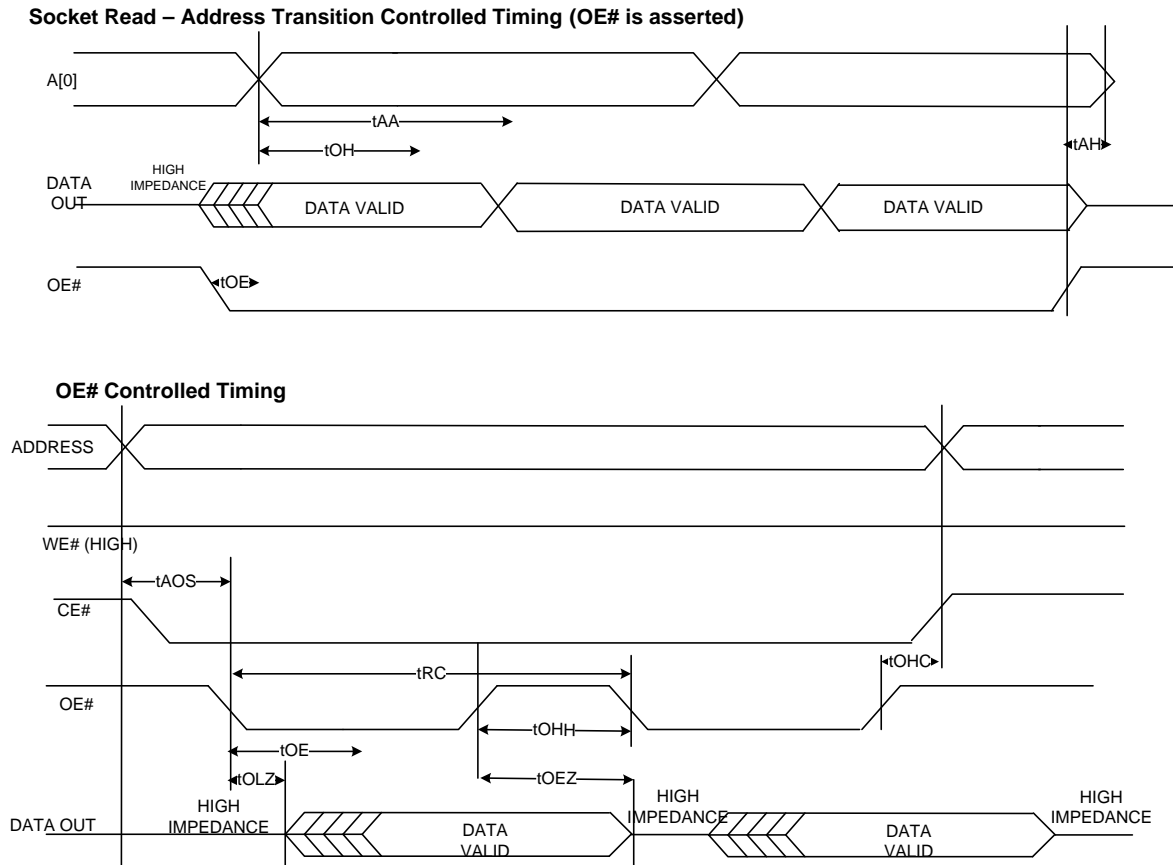 Socket Read – Address Transition Controlled Timing (OE# is asserted)
A[0]
tAA
tOH
tAH
HIGH
IMPEDANCE
DATA
OUT
DATA VALID
DATA VALID
DATA VALID
OE#
tOE
OE# Controlled Timing
ADDRESS
WE# (HIGH)
tAOS
CE#
tOHC
tRC
OE#
tOHH
tOE
tOEZ
tOLZ
HIGH
IMPEDANCE
HIGH
IMPEDANCE
HIGH
IMPEDANCE
DATA OUT
DATA
VALID
DATA
VALID